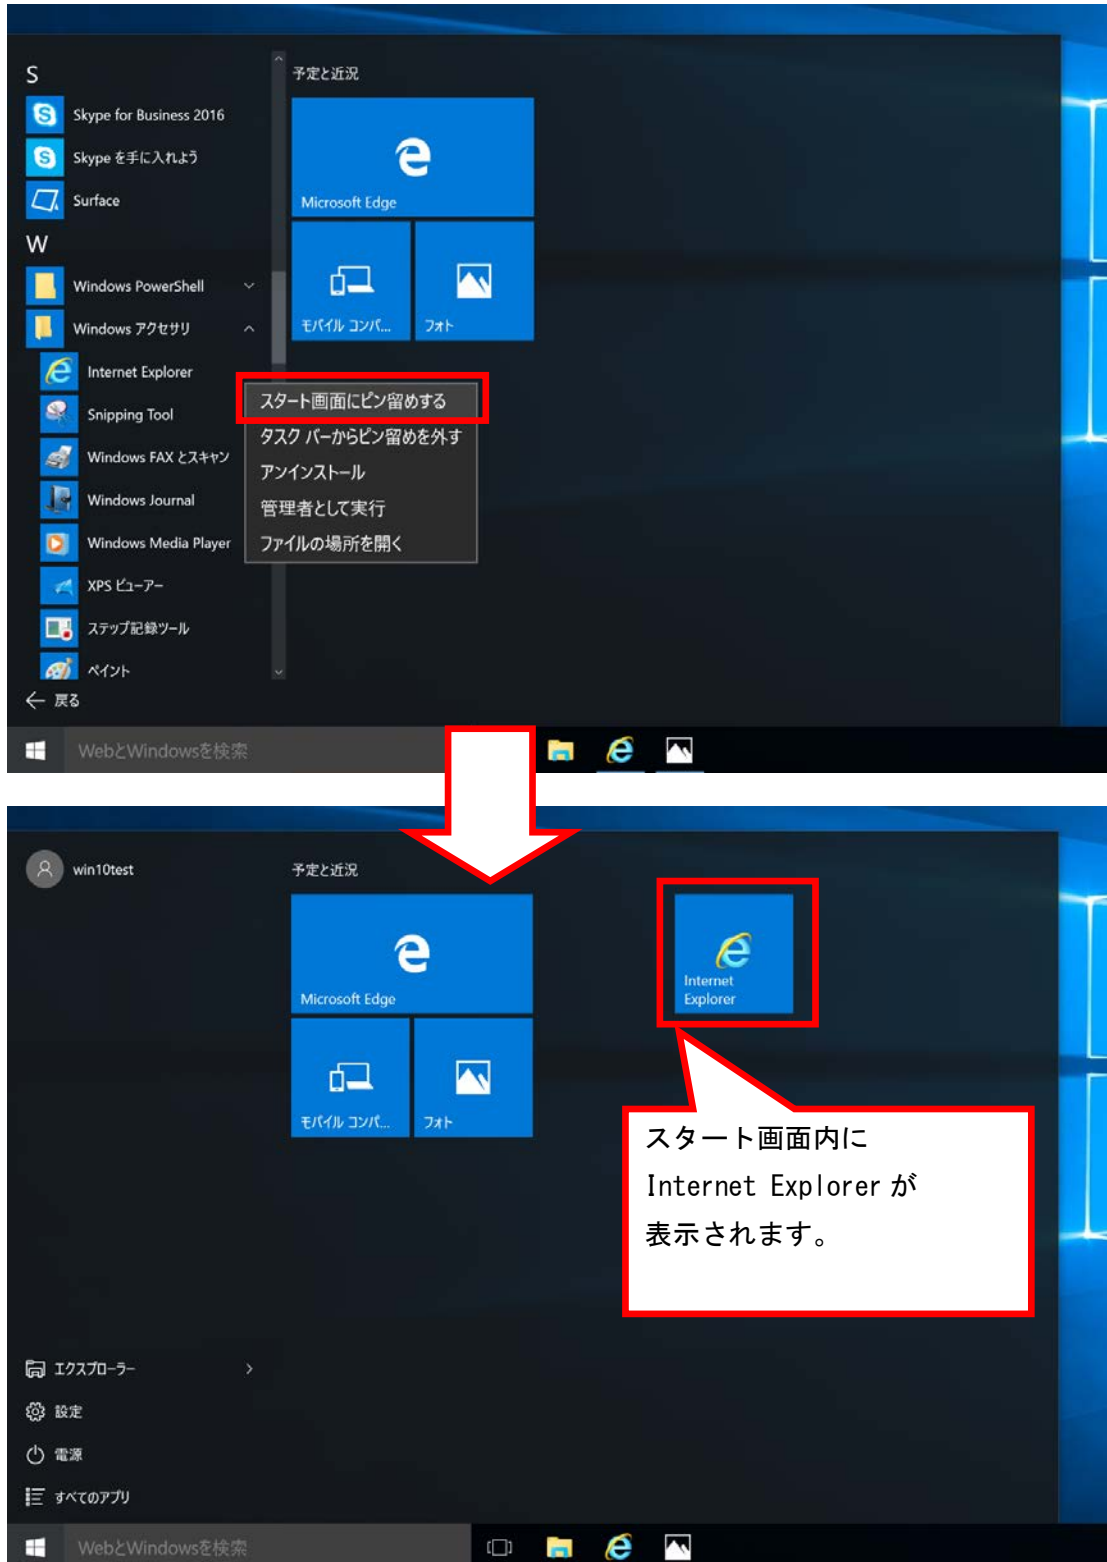 S
予定と近況
Skype for Business 2016
Skype を手に入れよう
Surface
Microsoft Edge
W
Windows PowerShell
モバイル コンパ...
フォト
Windows アクセサリ
Internet Explorer
スタート画面にピン留めする
Snipping Tool
タスク バーからピン留めを外す
Windows FAX とスキャン
アンインストール
Windows Journal
管理者として実行
Windows Media Player
ファイルの場所を開く
XPS ビューアー
ステップ記録ツール
ペイント
戻る
WebとWindowsを検索
win10test
予定と近況
Microsoft Edge
Internet
Explorer
モバイル コンパ...
フォト
スタート画面内に
Internet Explorer が
表示されます。
エクスプローラー
設定
電源
すべてのアプリ
WebとWindowsを検索